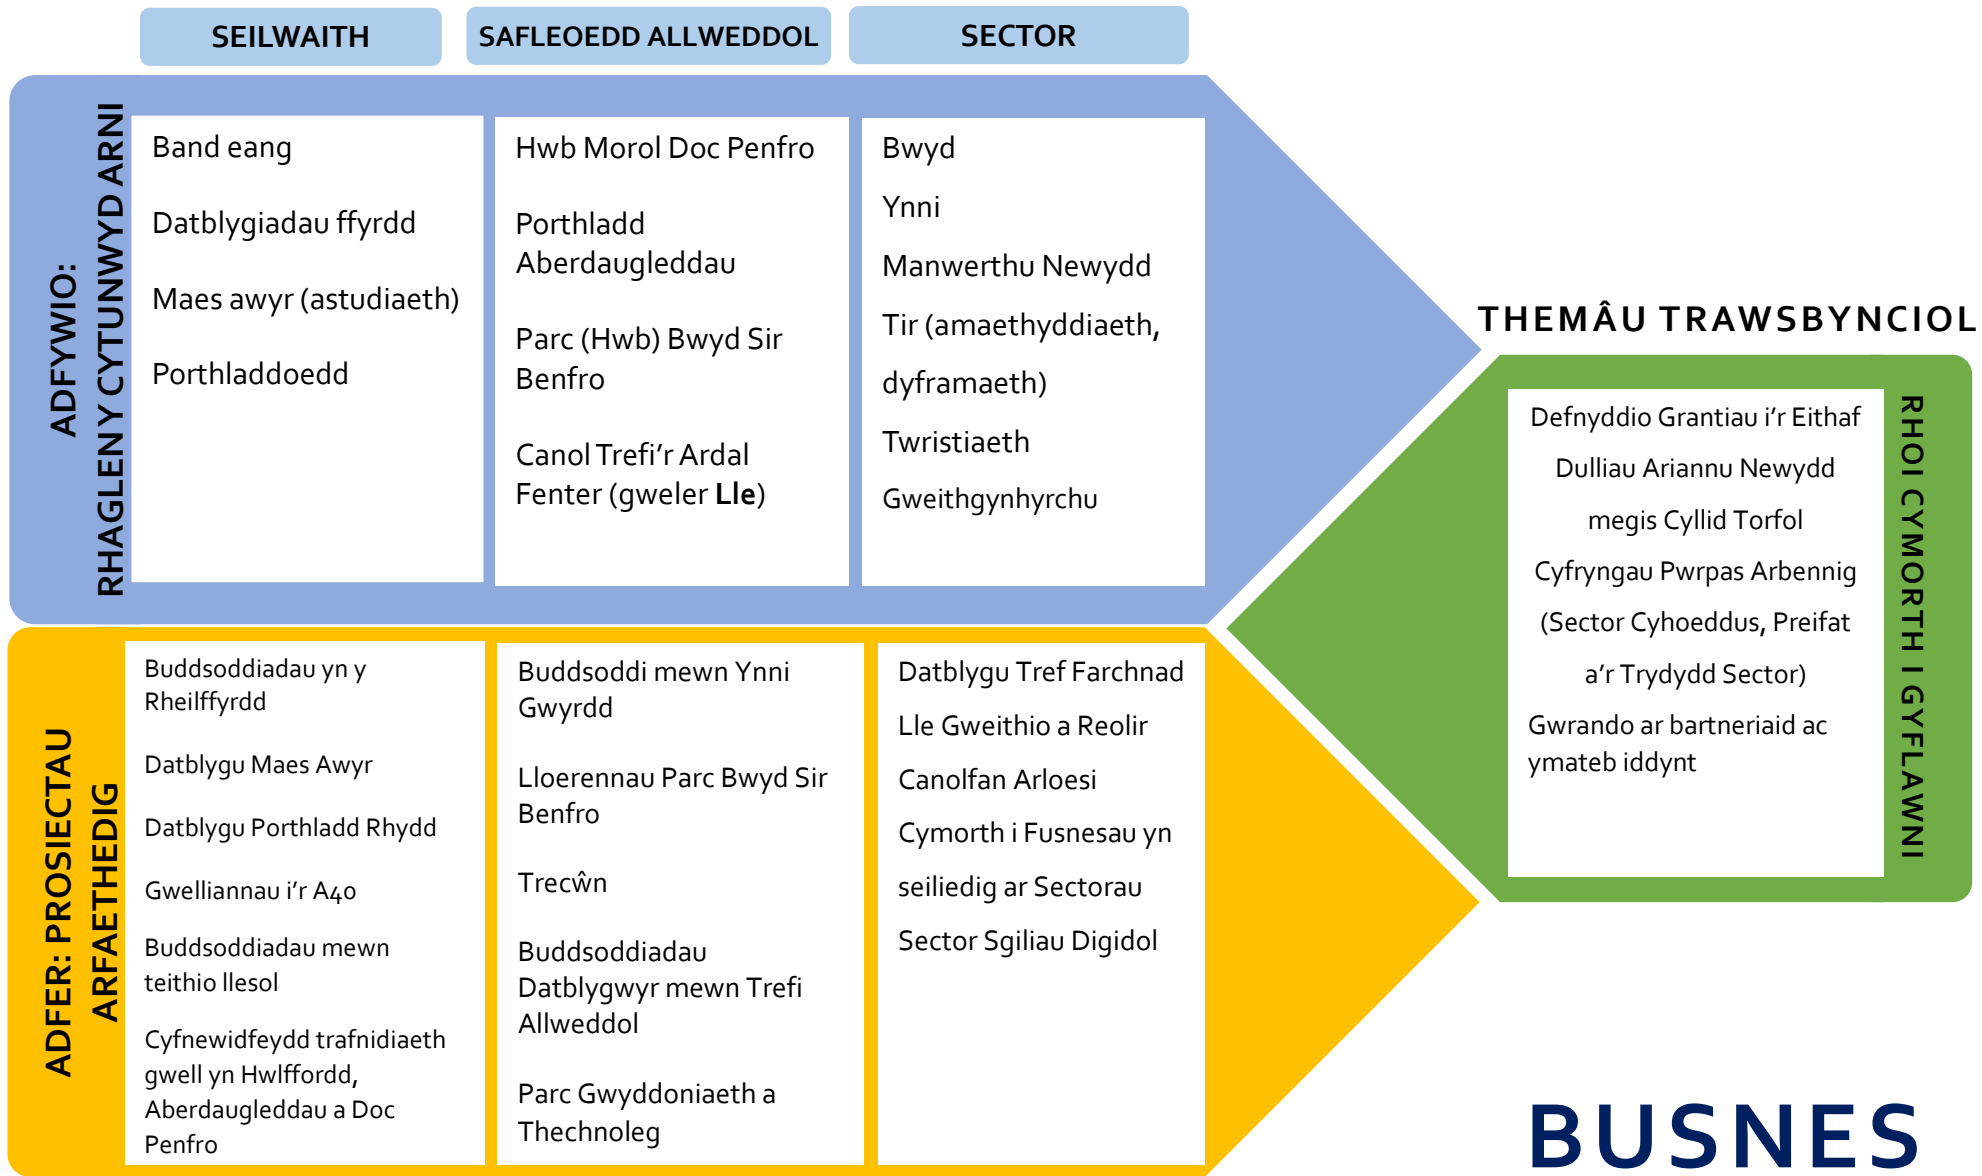 SEILWAITH
SAFLEOEDD ALLWEDDOL
SECTOR
ADFYWIO:
RHAGLEN Y CYTUNWYD ARNI
Band eang
Datblygiadau ffyrdd
Maes awyr (astudiaeth)
Porthladdoedd
Hwb Morol Doc Penfro
Porthladd
Aberdaugleddau
Parc (Hwb) Bwyd Sir
Benfro
Canol Trefi’r Ardal
Fenter (gweler Lle)
Bwyd
Ynni
Manwerthu Newydd
Tir (amaethyddiaeth,
dyframaeth)
Twristiaeth
Gweithgynhyrchu
ADFER: PROSIECTAU
ARFAETHEDIG
Buddsoddiadau yn y
Rheilffyrdd
Datblygu Maes Awyr
Datblygu Porthladd Rhydd
Gwelliannau i’r A40
Buddsoddiadau mewn
teithio llesol
Cyfnewidfeydd trafnidiaeth
gwell yn Hwlffordd,
Aberdaugleddau a Doc
Penfro
Buddsoddi mewn Ynni
Gwyrdd
Lloerennau Parc Bwyd Sir
Benfro
Trecŵn
Buddsoddiadau
Datblygwyr mewn Trefi
Allweddol
Parc Gwyddoniaeth a
Thechnoleg
Datblygu Tref Farchnad
Lle Gweithio a Reolir
Canolfan Arloesi
Cymorth i Fusnesau yn
seiliedig ar Sectorau
Sector Sgiliau Digidol
THEMÂU TRAWSBYNCIOL
Defnyddio Grantiau i’r Eithaf
Dulliau Ariannu Newydd
megis Cyllid Torfol
Cyfryngau Pwrpas Arbennig
(Sector Cyhoeddus, Preifat
a’r Trydydd Sector)
Gwrando ar bartneriaid ac
ymateb iddynt
RHOI CYMORTH I GYFLAWNI
BUSNES